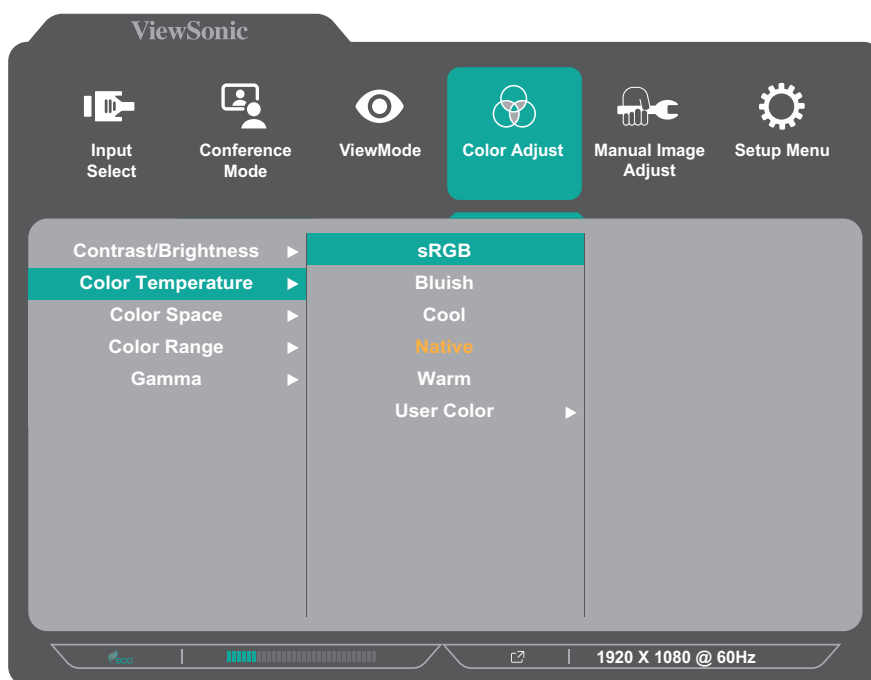 ViewSonic
Input
Select
Conference
Mode
ViewMode
Color Adjust
Manual Image
Adjust
Setup Menu
Contrast/Brightness
Color Temperature
Color Space
Color Range
Gamma
sRGB
Bluish
Cool
Native
Warm
User Color
eco
1920 X 1080 @ 60Hz